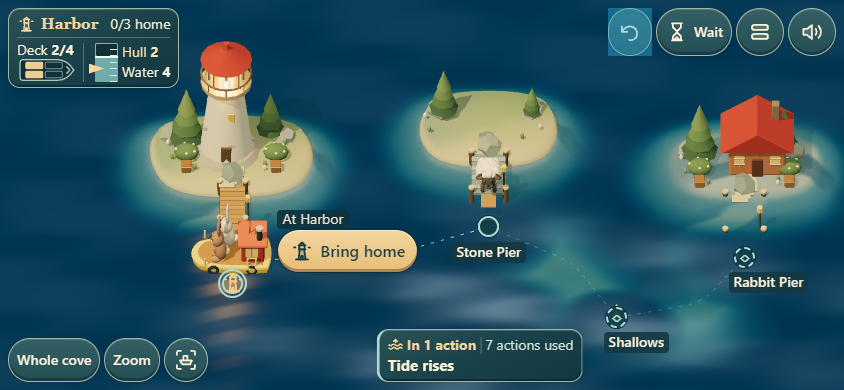 Harbor 0/3 home
Deck 2/4
Hull 2
Water 4
Wait
At Harbor
Bring home
Stone Pier
Rabbit Pier
Shallows
Whole cove
Zoom
In 1 action 7 actions used
Tide rises